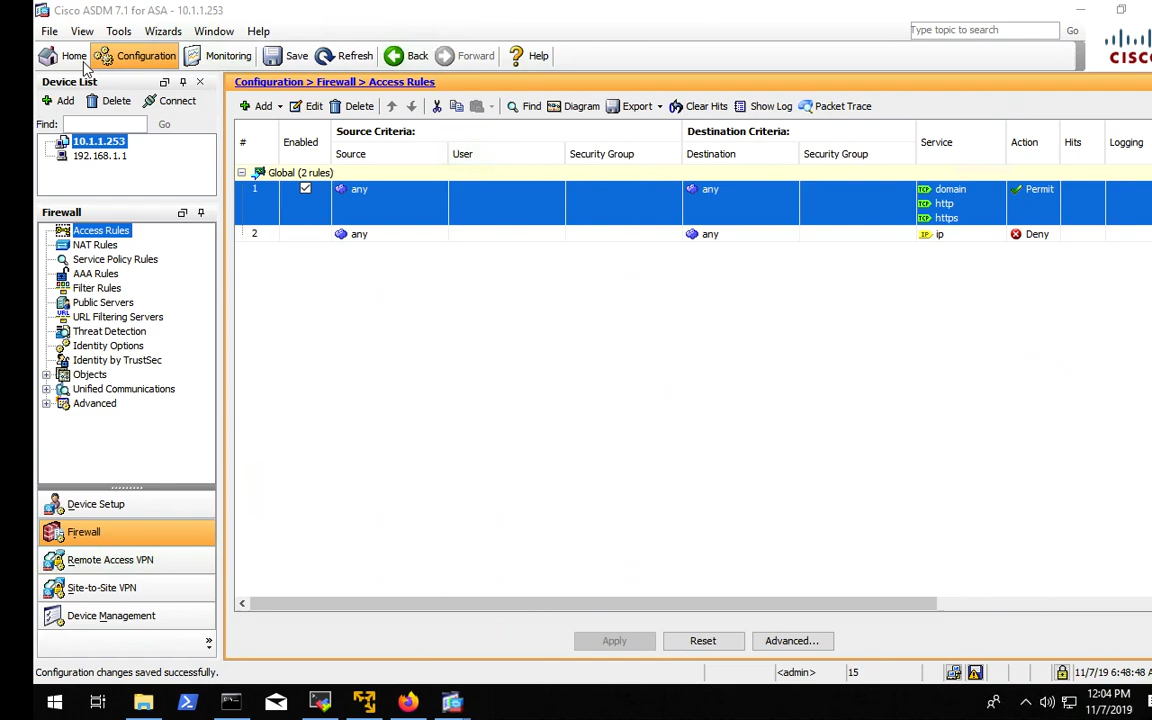 Cisco ASDM 7.1 for ASA - 10.1.1.253
File View Tools Wizards Window Help
Type topic to search Go
Home Configuration Monitoring Save Refresh Back Forward Help
CISCO
Device List
Add Delete Connect
Find: Go
10.1.1.253
192.168.1.1
Firewall
Access Rules
NAT Rules
Service Policy Rules
AAA Rules
Filter Rules
Public Servers
URL Filtering Servers
Threat Detection
Identity Options
Identity by TrustSec
Objects
Unified Communications
Advanced
Device Setup
Firewall
Remote Access VPN
Site-to-Site VPN
Device Management
Configuration > Firewall > Access Rules
Add Edit Delete Find Diagram Export Clear Hits Show Log Packet Trace
# Enabled Source Criteria: Destination Criteria: Service Action Hits Logging
Source User Security Group Destination Security Group
Global (2 rules)
1 any any domain Permit
http
https
2 any any ip Deny
Apply Reset Advanced...
Configuration changes saved successfully. <admin> 15 11/7/19 6:48:48 AM
12:04 PM
11/7/2019